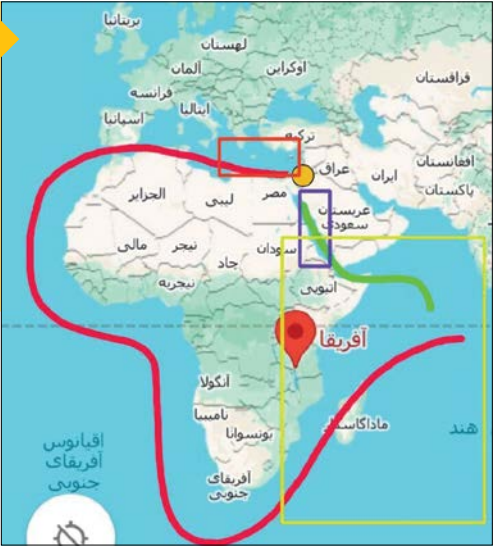 بریتانیا
لهستان
آلمان
اوکراین
قزاقستان
فرانسه
ایتالیا
اسپانیا
ترکیه
افغانستان
عراق
ایران
پاکستان
مصر
لیبی
الجزایر
عربستان
سعودی
سودان
نیجر
مالی
چاد
اتیوپی
نیجریه
آفریقا
آنگولا
نامیبیا
ماداگاسکار
بوتسوانا
هند
اقیانوس
آفریقای
جنوبی
آفریقای
جنوبی